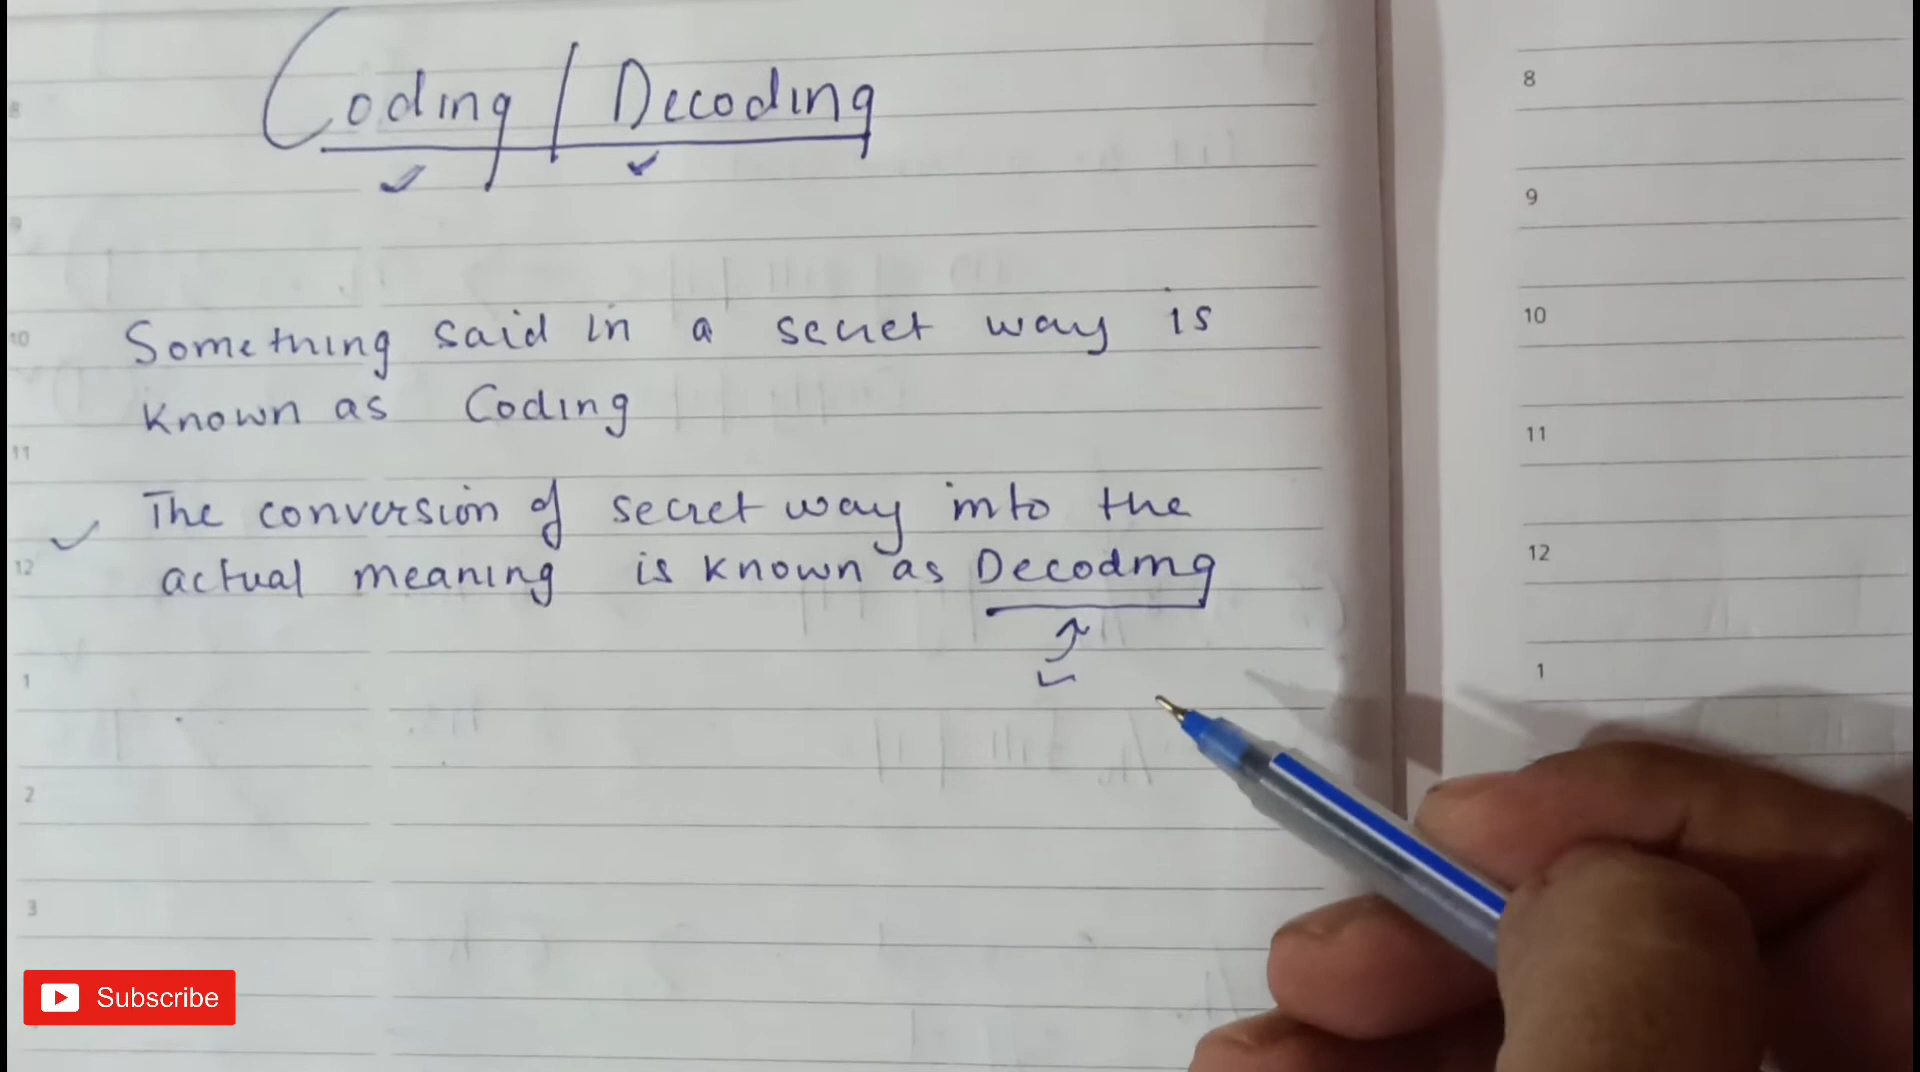 Coding / Decoding
Something said in a secret way is
known as Coding
The conversion of secret way into the
actual meaning is known as Decoding
8
9
10
11
12
1
8
9
10
11
12
1
2
3
Subscribe